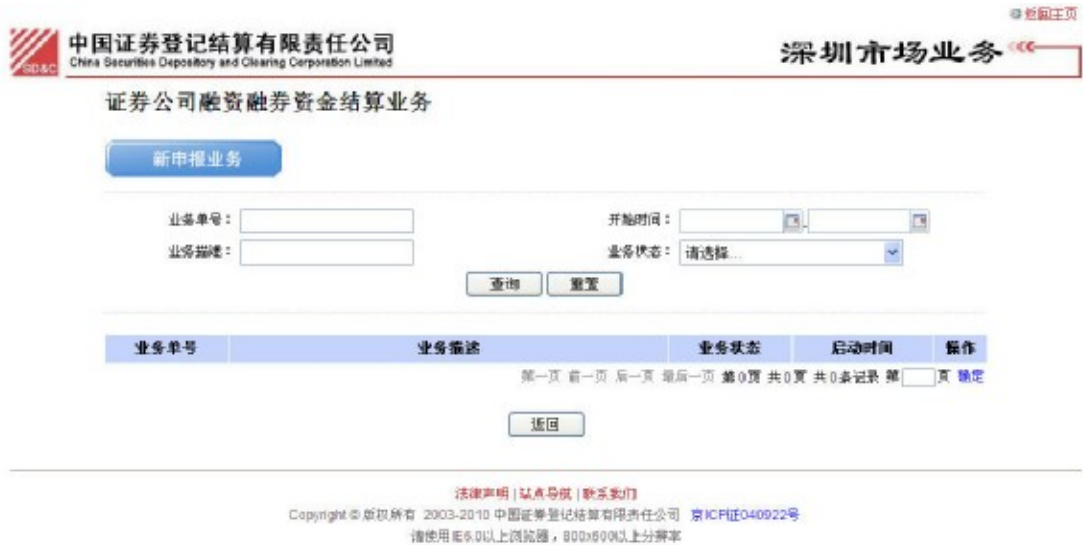 返回主页
中国证券登记结算有限责任公司
China Securities Depository and Clearing Corporation Limited
SD&C
深圳市场业务
证券公司融资融券资金结算业务
新申报业务
业务单号： 开始时间： -
业务描述： 业务状态： 请选择...
查询 重置
业务单号 业务描述 业务状态 启动时间 操作
第一页 前一页 后一页 最后一页 第0页 共0页 共0条记录 第 页 确定
返回
法律声明 | 站点导航 | 联系我们
Copyright © 版权所有 2003-2010 中国证券登记结算有限责任公司 京ICP证040922号
请使用IE6.0以上浏览器，800x600以上分辨率